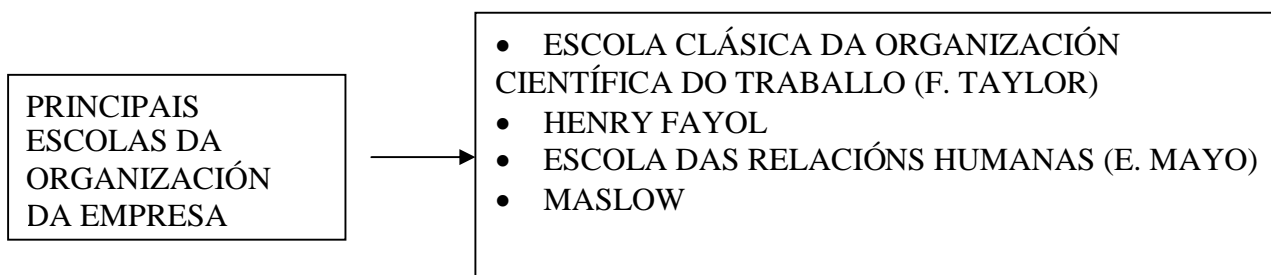 PRINCIPAIS
ESCOLAS DA
ORGANIZACIÓN
DA EMPRESA
• ESCOLA CLÁSICA DA ORGANIZACIÓN
CIENTÍFICA DO TRABALLO (F. TAYLOR)
• HENRY FAYOL
• ESCOLA DAS RELACIÓNS HUMANAS (E. MAYO)
• MASLOW